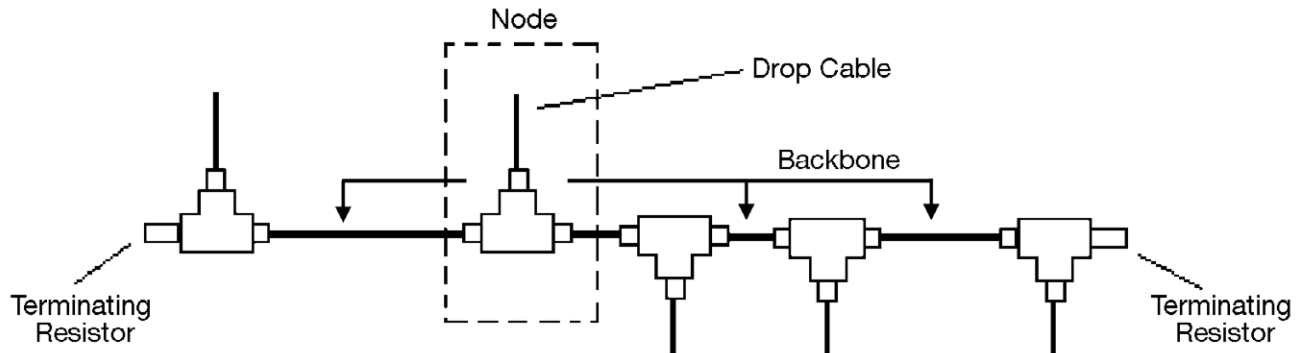 Node
Drop Cable
Backbone
Terminating
Resistor
Terminating
Resistor